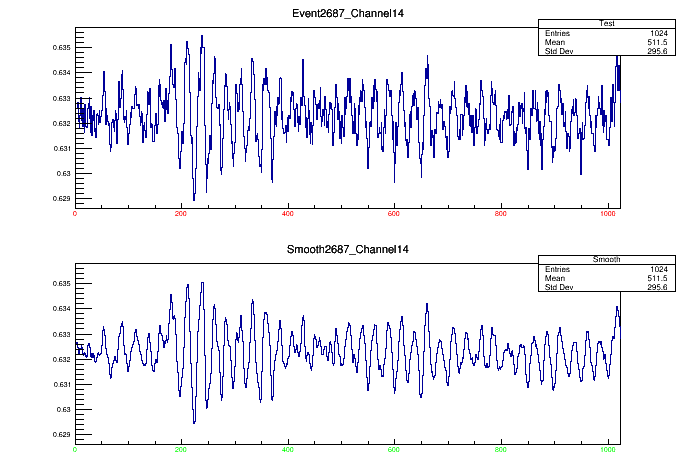 Event2687_Channel14
Test
Entries 1024
Mean 511.5
Std Dev 295.6
0.635
0.634
0.633
0.632
0.631
0.63
0.629
0 200 400 600 800 1000
Smooth2687_Channel14
Smooth
Entries 1024
Mean 511.5
Std Dev 295.6
0.635
0.634
0.633
0.632
0.631
0.63
0.629
0 200 400 600 800 1000